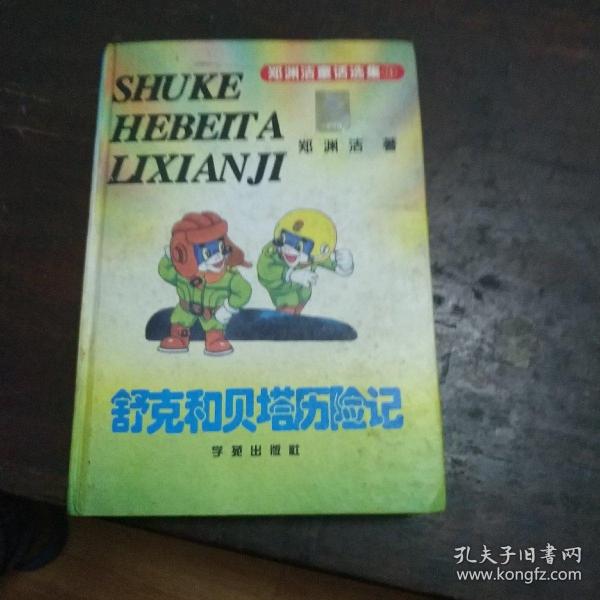 郑渊洁童话选集①
SHUKE
HEBEITA
LIXIANJI
郑渊洁 著
舒克和贝塔历险记
学苑出版社
孔夫子旧书网
www.kongfz.com